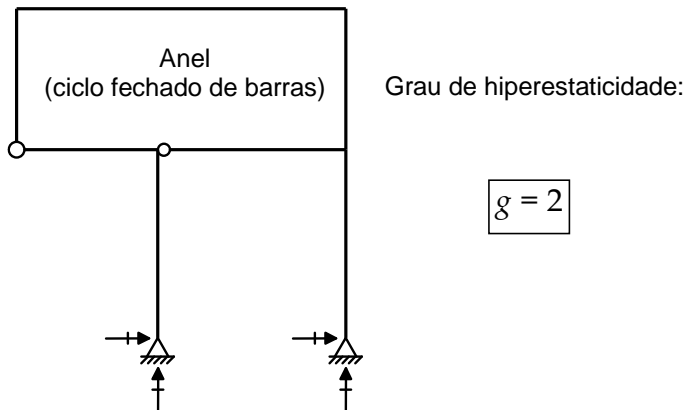 Anel
(ciclo fechado de barras)
Grau de hiperestaticidade:
g = 2